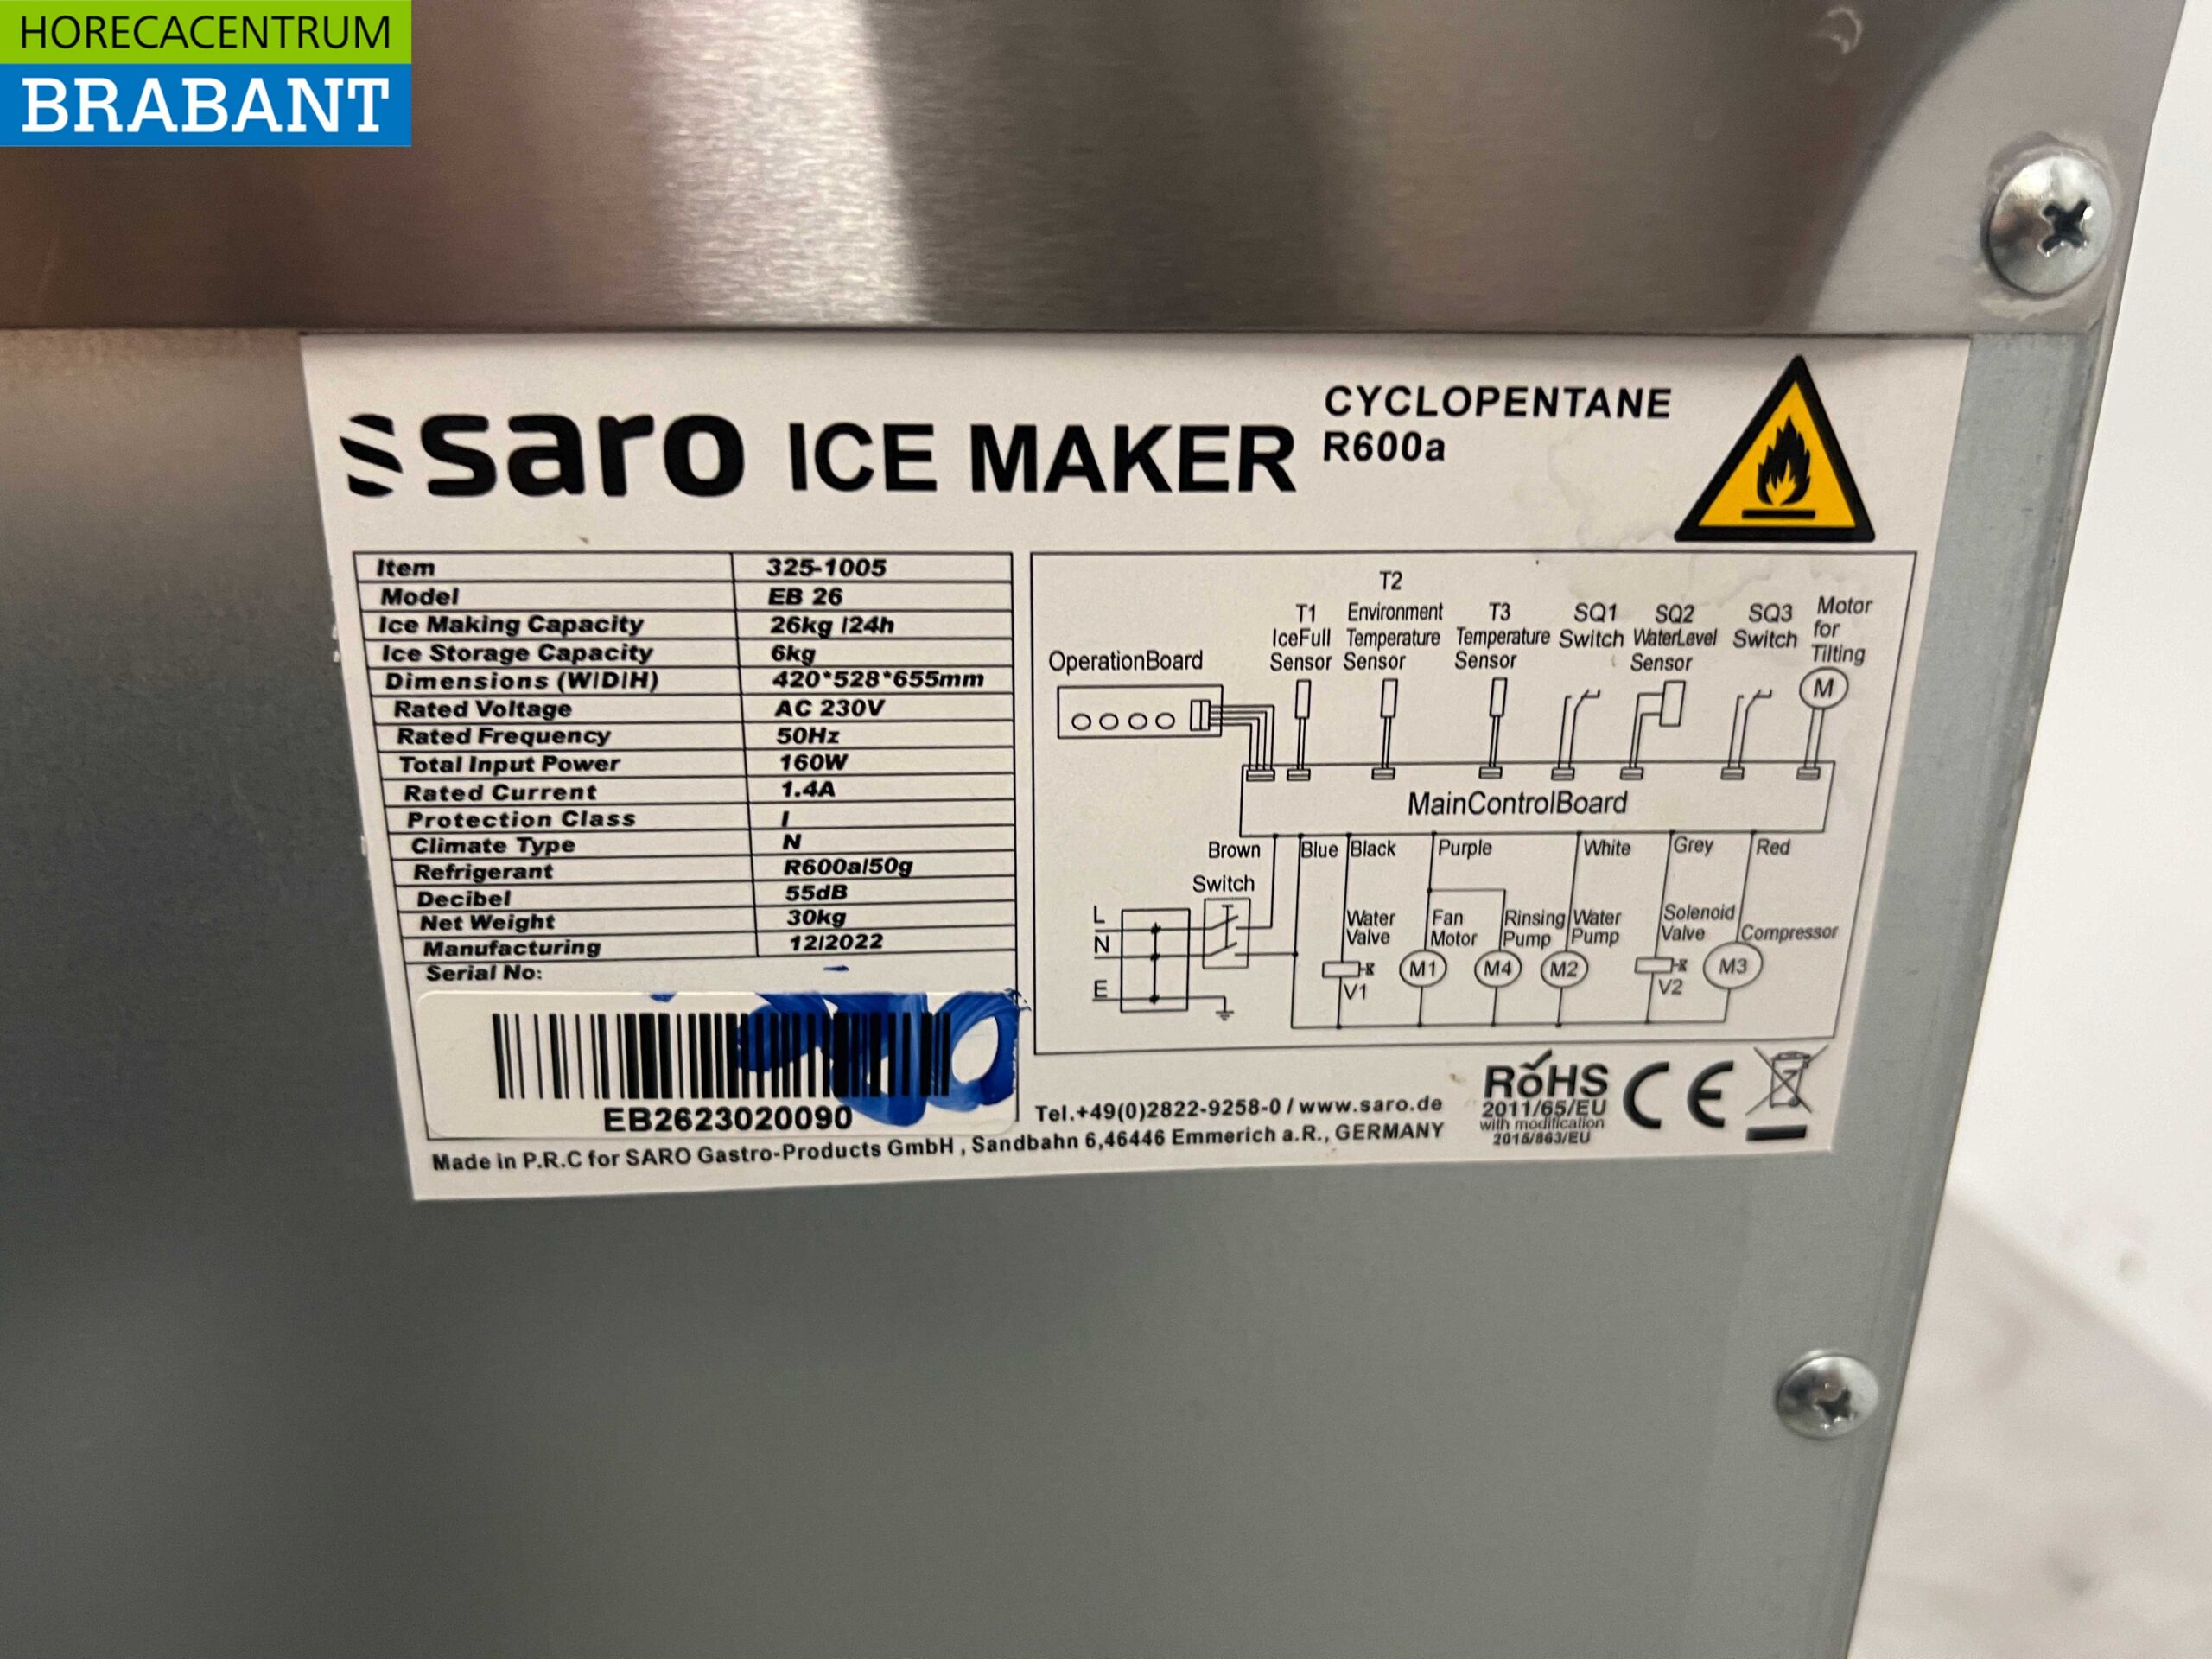 HORECACENTRUM
BRABANT
saro ICE MAKER
CYCLOPENTANE
R600a
Item 325-1005
Model EB 26
Ice Making Capacity 26kg /24h
Ice Storage Capacity 6kg
Dimensions (W/D/H) 420*528*655mm
Rated Voltage AC 230V
Rated Frequency 50Hz
Total Input Power 160W
Rated Current 1.4A
Protection Class I
Climate Type N
Refrigerant R600a/50g
Decibel 55dB
Net Weight 30kg
Manufacturing 12/2022
Serial No:
EB2623020090
OperationBoard
T1
IceFull
Sensor
T2
Environment
Temperature
Sensor
T3
Temperature
Sensor
SQ1
Switch
SQ2
WaterLevel
Sensor
SQ3
Switch
Motor
for
Tilting
M
MainControlBoard
Brown Blue Black Purple White Grey Red
Switch
L
N
E
Water
Valve
V1
Fan
Motor
M1
Rinsing
Pump
M4
Water
Pump
M2
Solenoid
Valve
V2
Compressor
M3
Tel.+49(0)2822-9258-0 / www.saro.de
Made in P.R.C for SARO Gastro-Products GmbH , Sandbahn 6,46446 Emmerich a.R., GERMANY
RoHS
2011/65/EU
with modification
2015/863/EU
CE